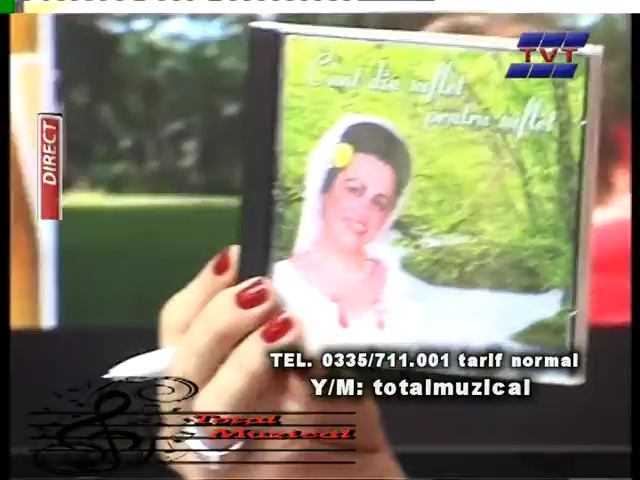 TVT
Cant din suflet
pentru suflet
DIRECT
TEL. 0335/711.001 tarif normal
Y/M: totalmuzical
Total
Muzical